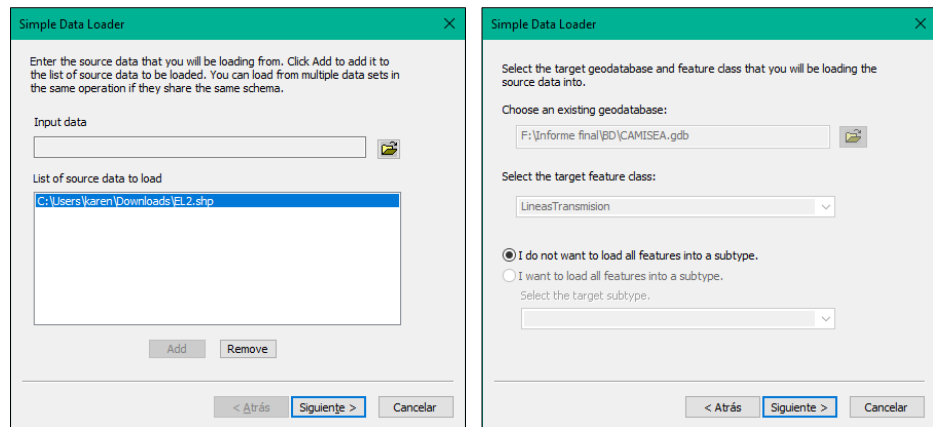 Simple Data Loader
Enter the source data that you will be loading from. Click Add to add it to
the list of source data to be loaded. You can load from multiple data sets in
the same operation if they share the same schema.
Input data
List of source data to load
C:\Users\karen\Downloads\EL2.shp
Add
Remove
< Atrás
Siguiente >
Cancelar
Simple Data Loader
Select the target geodatabase and feature class that you will be loading the
source data into.
Choose an existing geodatabase:
F:\Informe final\BD\CAMISEA.gdb
Select the target feature class:
LineasTransmision
I do not want to load all features into a subtype.
I want to load all features into a subtype.
Select the target subtype.
< Atrás
Siguiente >
Cancelar